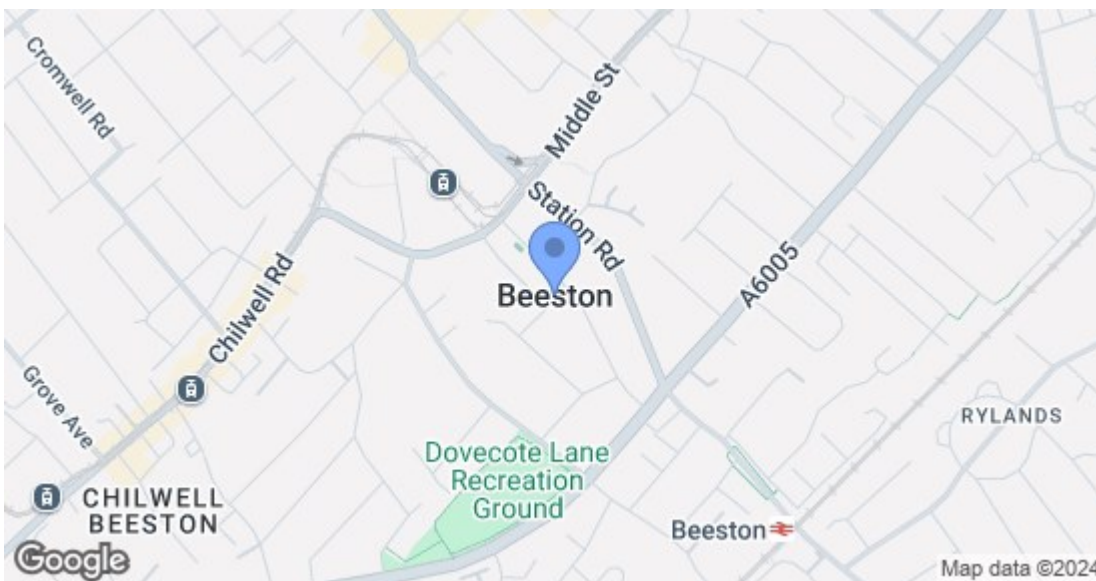 Cromwell Rd
Middle St
Station Rd
Beeston
A6005
Chilwell Rd
Grove Ave
RYLANDS
Dovecote Lane
Recreation
Ground
CHILWELL
BEESTON
Beeston
Google
Map data ©2024